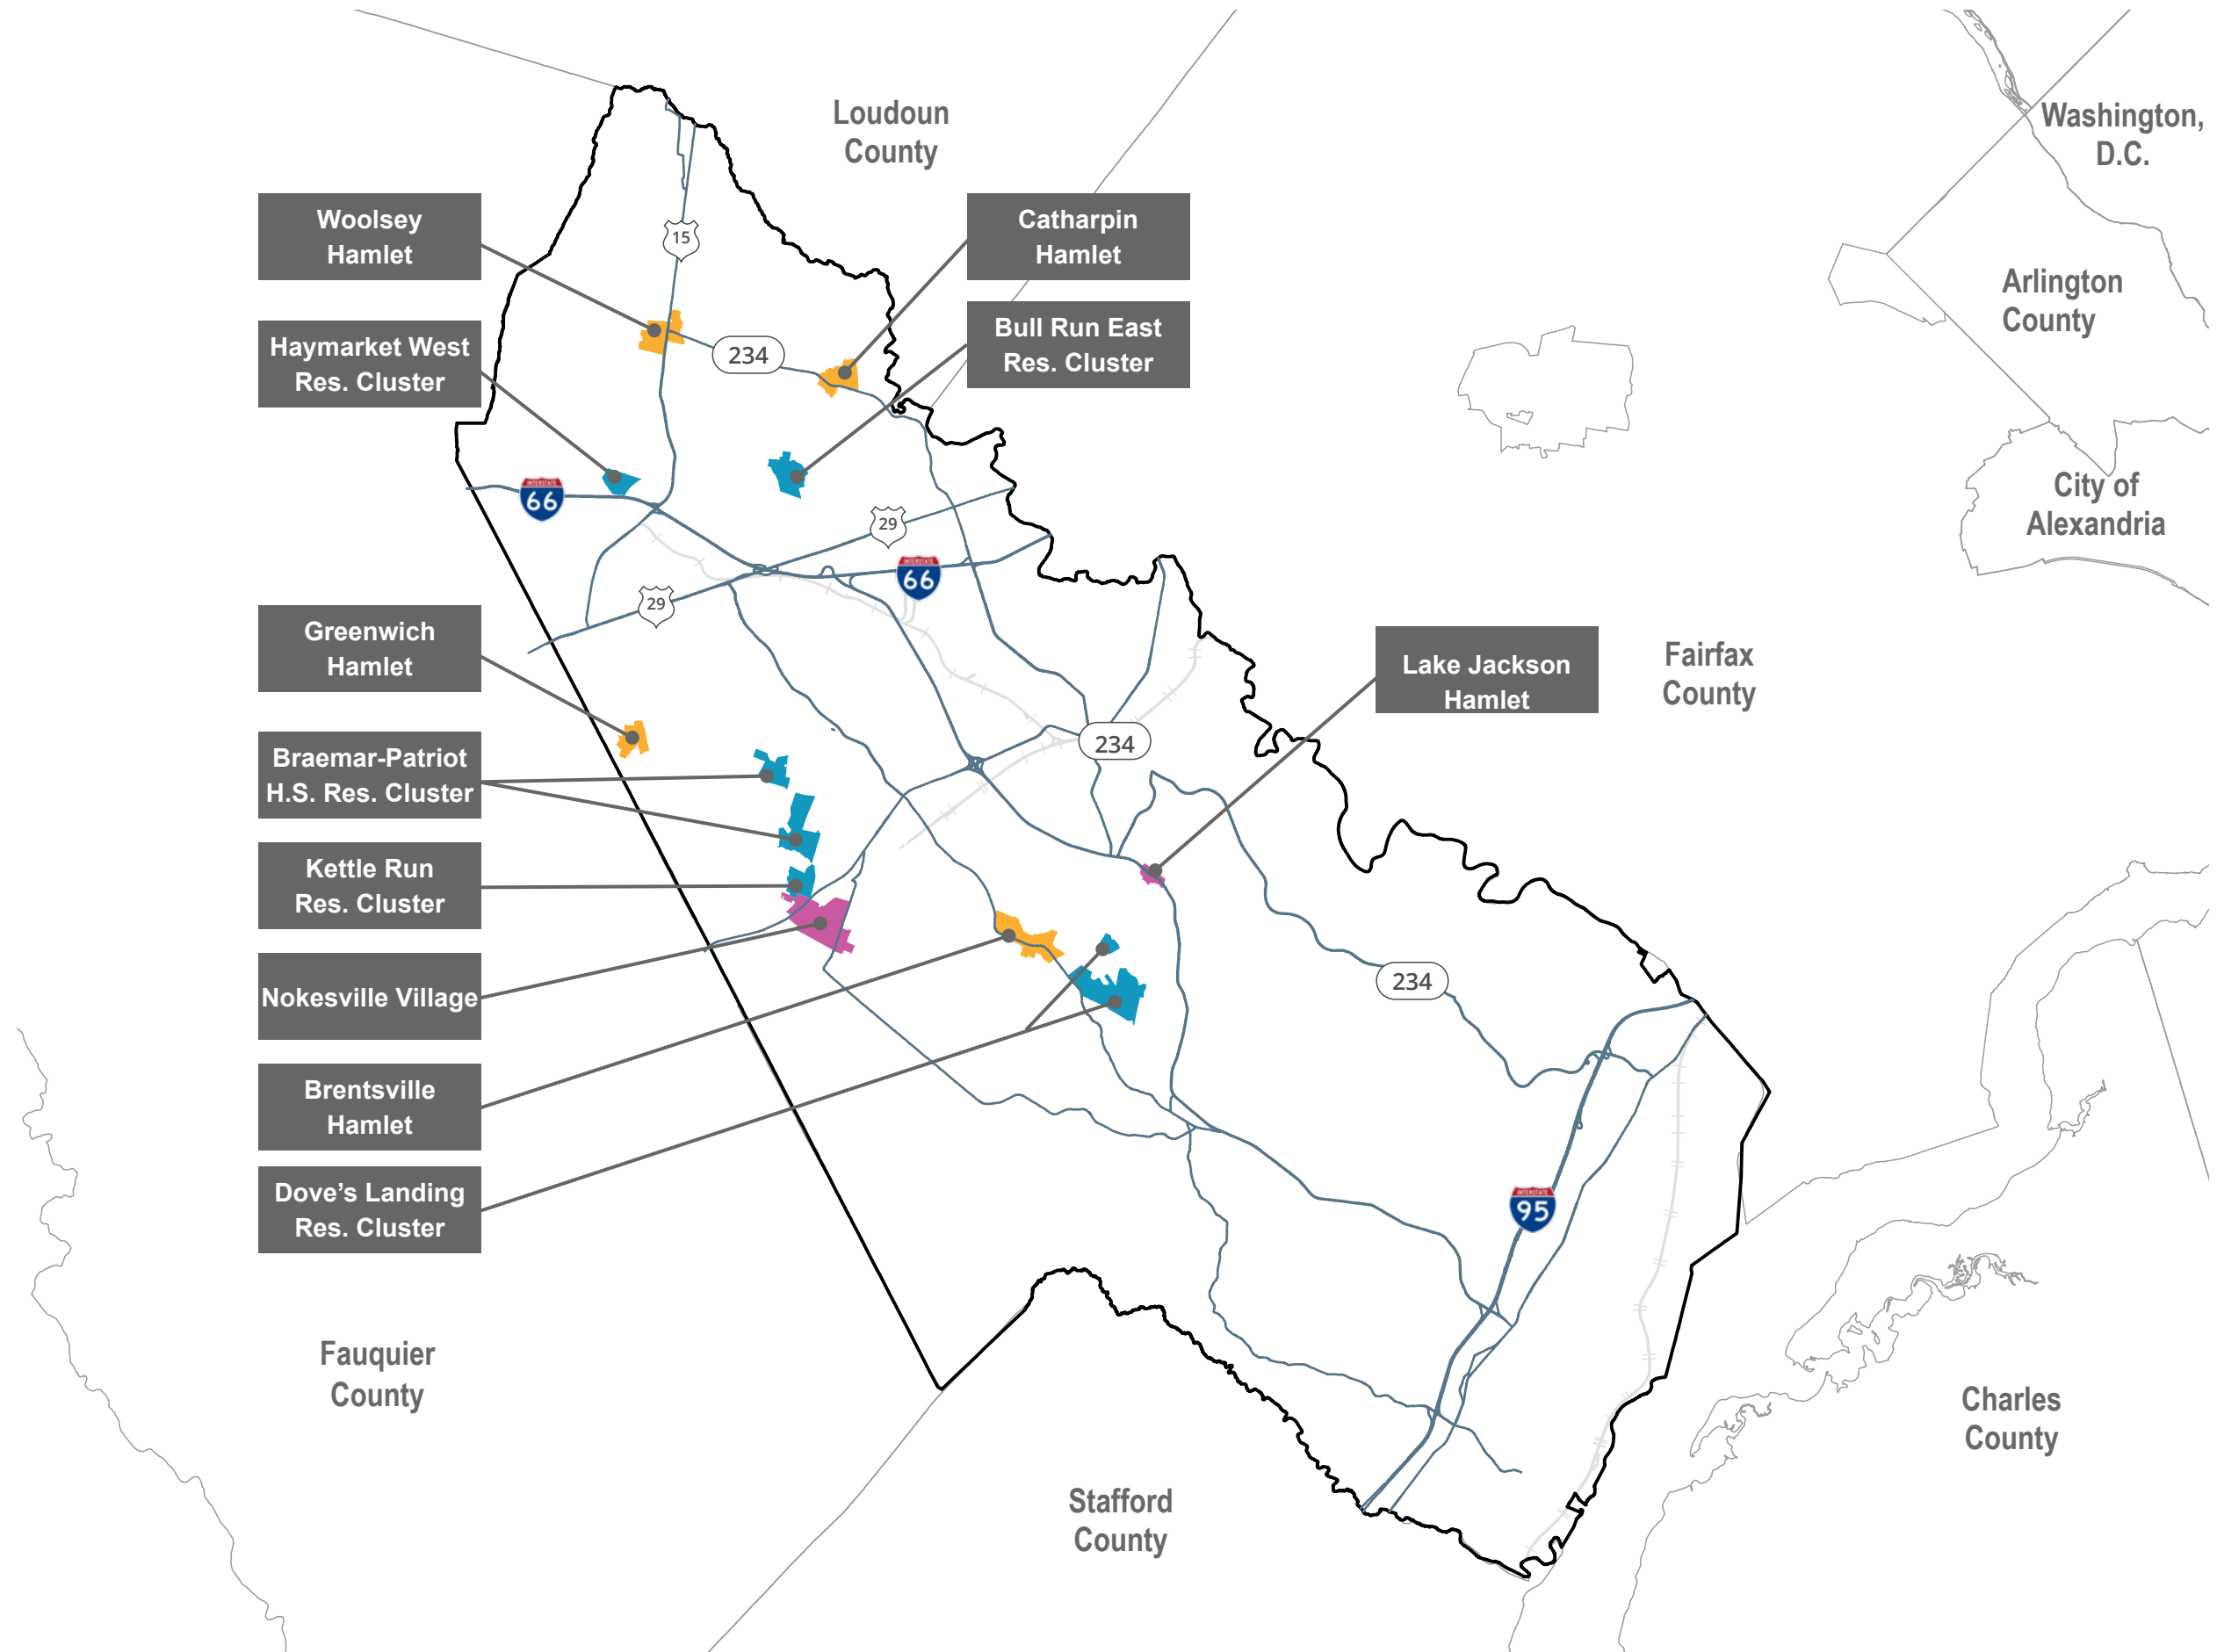 Loudoun
County
Washington,
D.C.
Woolsey
Hamlet
Catharpin
Hamlet
15
Arlington
County
Haymarket West
Res. Cluster
Bull Run East
Res. Cluster
234
INTERSTATE
66
City of
Alexandria
29
INTERSTATE
66
29
Greenwich
Hamlet
Lake Jackson
Hamlet
Fairfax
County
Braemar-Patriot
H.S. Res. Cluster
234
Kettle Run
Res. Cluster
Nokesville Village
234
Brentsville
Hamlet
Dove’s Landing
Res. Cluster
INTERSTATE
95
Fauquier
County
Charles
County
Stafford
County